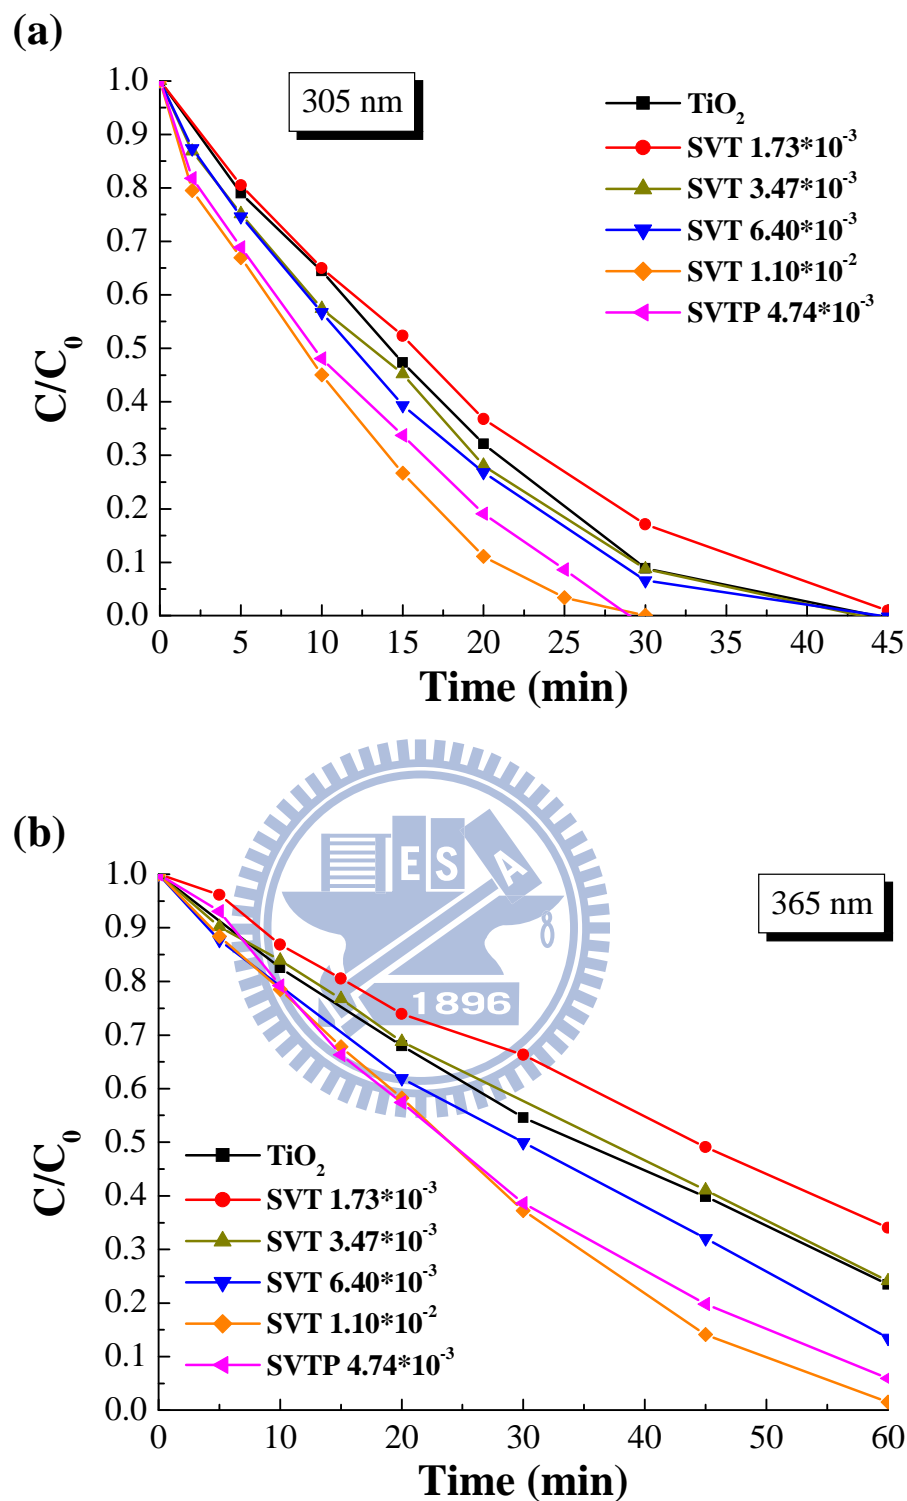 (a)
305 nm
TiO₂
SVT 1.73*10⁻³
SVT 3.47*10⁻³
SVT 6.40*10⁻³
SVT 1.10*10⁻²
SVTP 4.74*10⁻³
1.0
0.9
0.8
0.7
0.6
0.5
0.4
0.3
0.2
0.1
0.0
C/C₀
0 5 10 15 20 25 30 35 40 45
Time (min)
(b)
365 nm
E S A
1896
TiO₂
SVT 1.73*10⁻³
SVT 3.47*10⁻³
SVT 6.40*10⁻³
SVT 1.10*10⁻²
SVTP 4.74*10⁻³
1.0
0.9
0.8
0.7
0.6
0.5
0.4
0.3
0.2
0.1
0.0
C/C₀
0 10 20 30 40 50 60
Time (min)